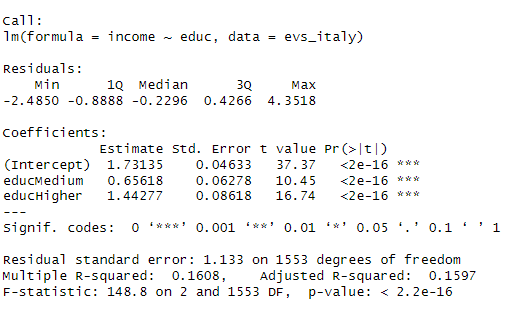 Call:
lm(formula = income ~ educ, data = evs_italy)
Residuals:
Min 1Q Median 3Q Max
-2.4850 -0.8888 -0.2296 0.4266 4.3518
Coefficients:
Estimate Std. Error t value Pr(>|t|)
(Intercept) 1.73135 0.04633 37.37 <2e-16 ***
educMedium 0.65618 0.06278 10.45 <2e-16 ***
educHigher 1.44277 0.08618 16.74 <2e-16 ***
---
Signif. codes: 0 ‘***’ 0.001 ‘**’ 0.01 ‘*’ 0.05 ‘.’ 0.1 ‘ ’ 1
Residual standard error: 1.133 on 1553 degrees of freedom
Multiple R-squared: 0.1608, Adjusted R-squared: 0.1597
F-statistic: 148.8 on 2 and 1553 DF, p-value: < 2.2e-16